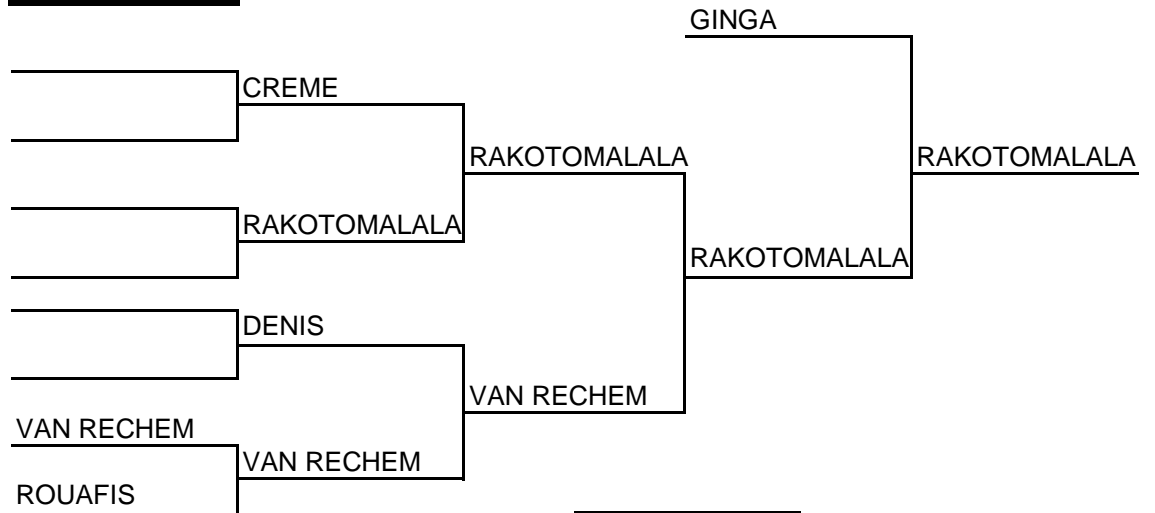 GINGA
CREME
RAKOTOMALALA
RAKOTOMALALA
RAKOTOMALALA
RAKOTOMALALA
DENIS
VAN RECHEM
VAN RECHEM
VAN RECHEM
ROUAFIS